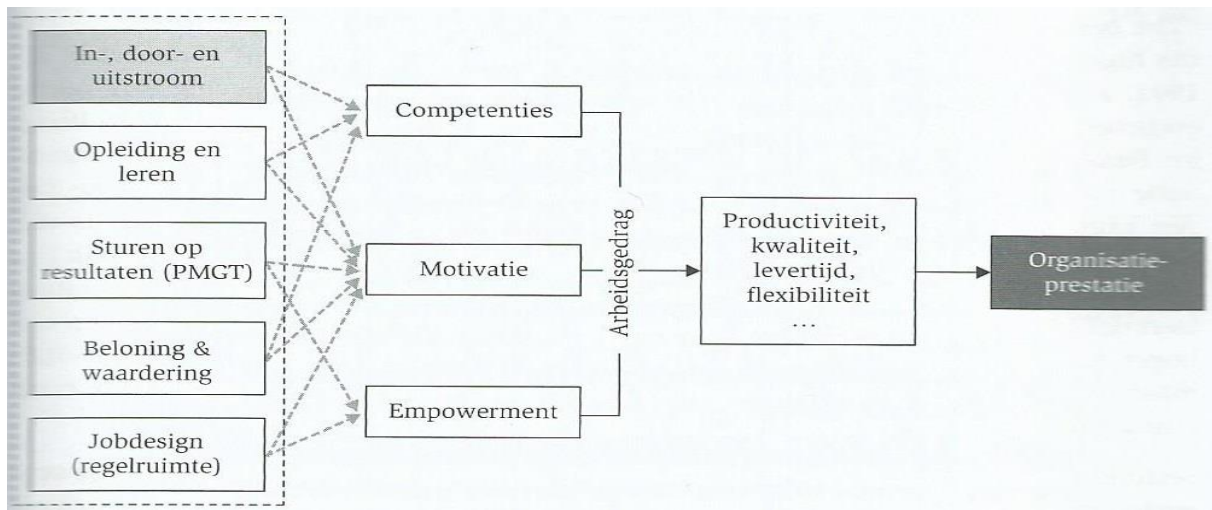 In-, door- en
uitstroom
Opleiding en
leren
Sturen op
resultaten (PMGT)
Beloning &
waardering
Jobdesign
(regelruimte)
Competenties
Motivatie
Empowerment
Arbeidsgedrag
Productiviteit,
kwaliteit,
levertijd,
flexibiliteit
...
Organisatie-
prestatie